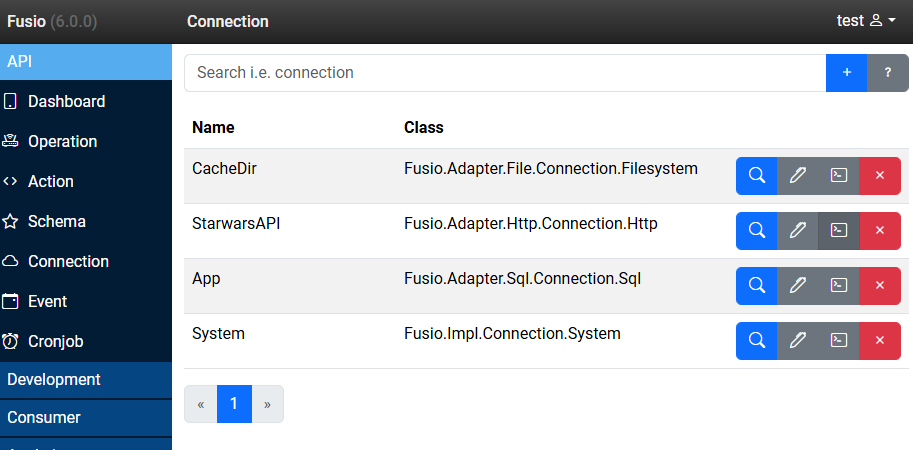 Fusio (6.0.0) Connection test
API
Search i.e. connection + ?
Dashboard
Name Class
Operation
CacheDir Fusio.Adapter.File.Connection.Filesystem
Action
Schema
StarwarsAPI Fusio.Adapter.Http.Connection.Http
Connection
App Fusio.Adapter.Sql.Connection.Sql
Event
Cronjob
System Fusio.Impl.Connection.System
Development
« 1 »
Consumer